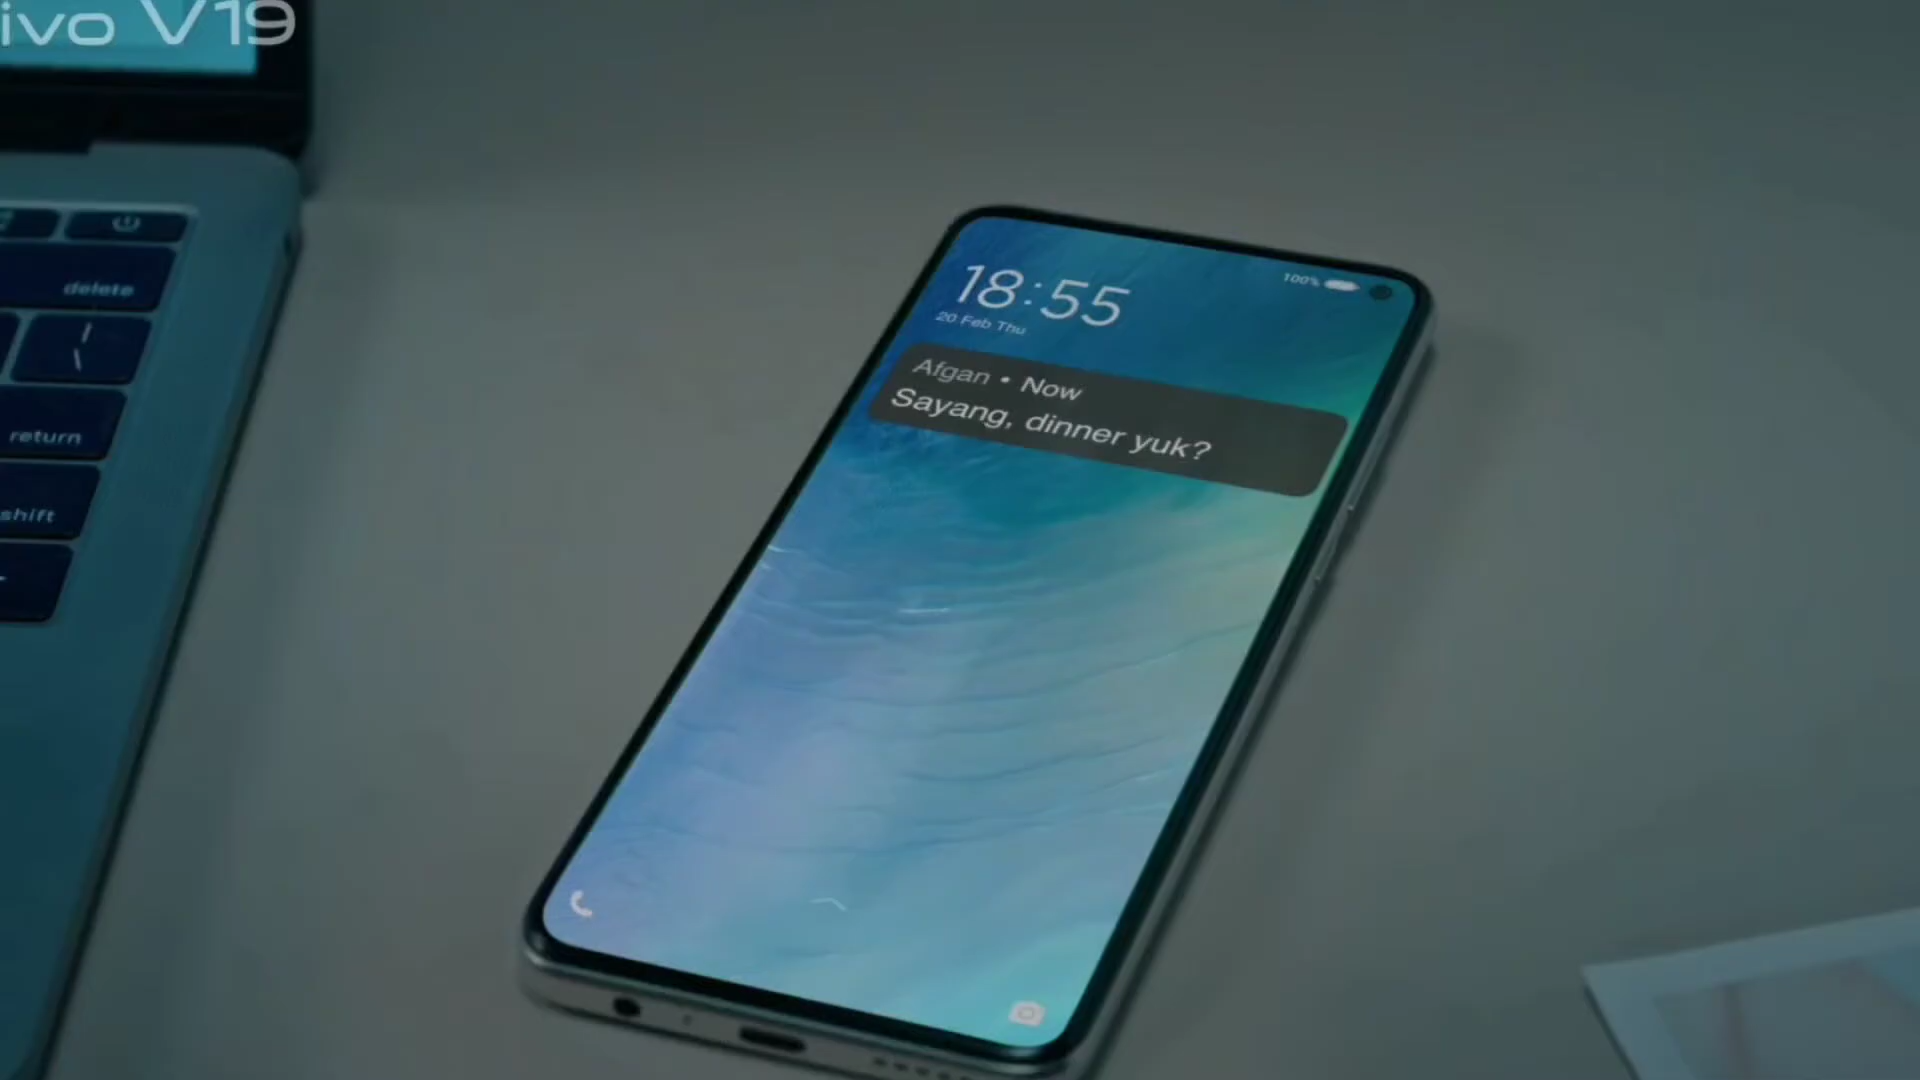 ivo V19
delete
\
return
shift
100%
18:55
20 Feb Thu
Afgan • Now
Sayang, dinner yuk?